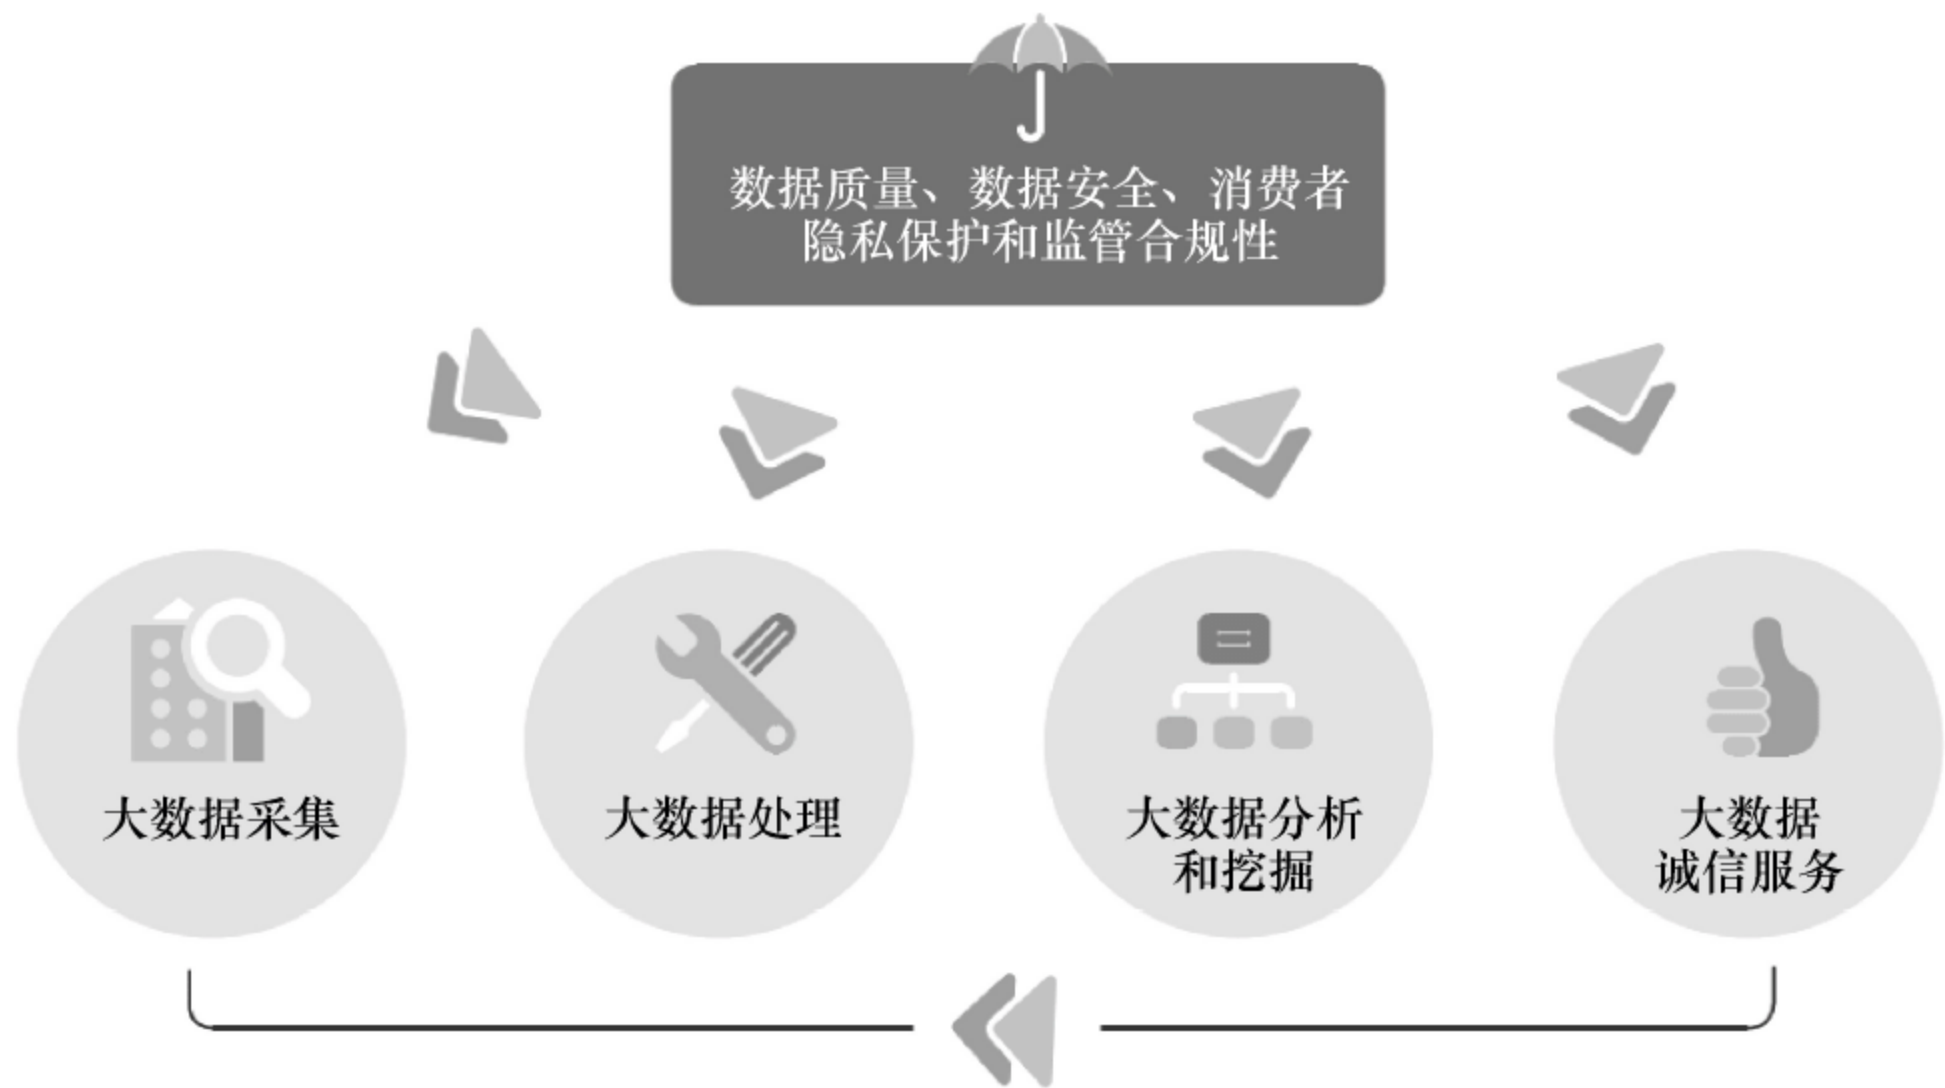 数据质量、数据安全、消费者
隐私保护和监管合规性
大数据采集
大数据处理
大数据分析
和挖掘
大数据
诚信服务